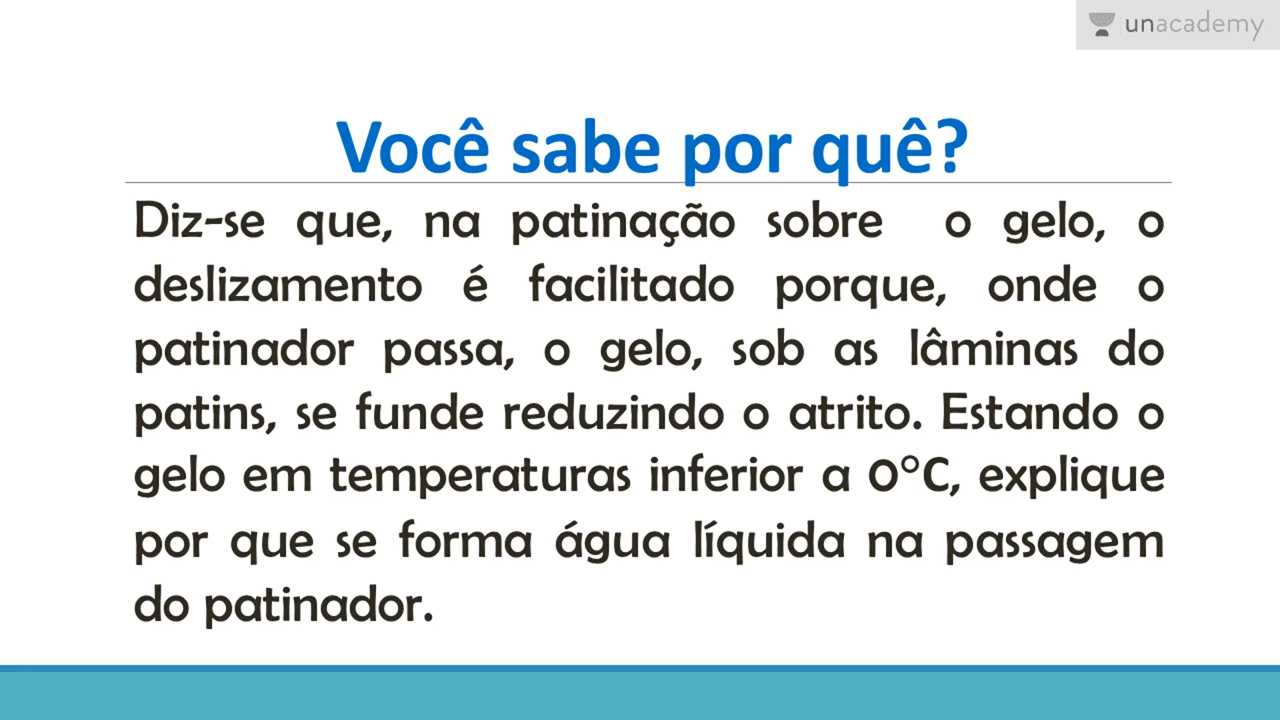 unacademy
Você sabe por quê?
Diz-se que, na patinação sobre o gelo, o
deslizamento é facilitado porque, onde o
patinador passa, o gelo, sob as lâminas do
patins, se funde reduzindo o atrito. Estando o
gelo em temperaturas inferior a 0°C, explique
por que se forma água líquida na passagem
do patinador.